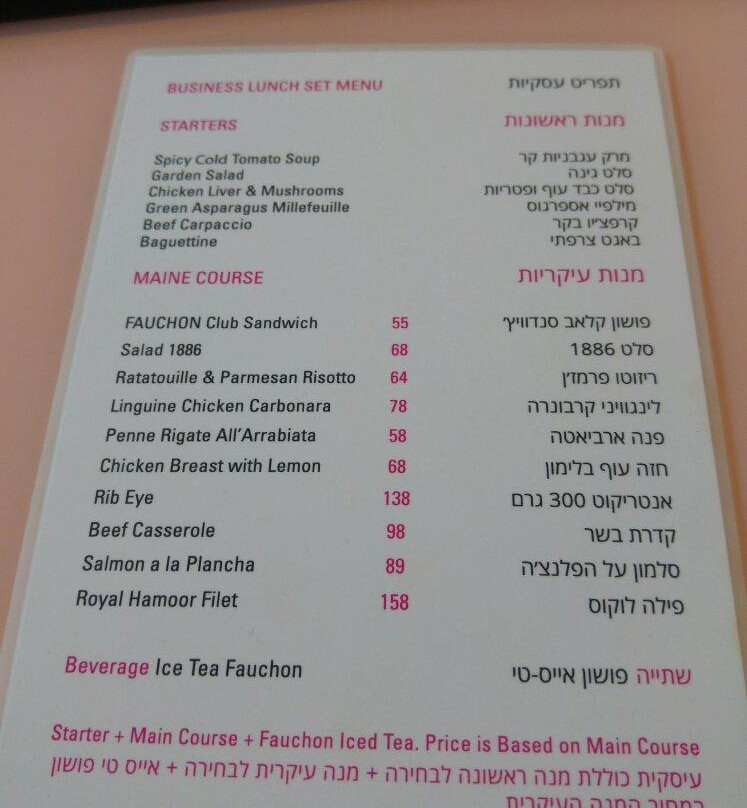 BUSINESS LUNCH SET MENU תפריט עסקיות
STARTERS מנות ראשונות
Spicy Cold Tomato Soup מרק עגבניות קר
Garden Salad סלט גינה
Chicken Liver & Mushrooms סלט כבד עוף ופטריות
Green Asparagus Millefeuille מילפיי אספרגוס
Beef Carpaccio קרפצ'יו בקר
Baguettine באגט צרפתי
MAINE COURSE מנות עיקריות
FAUCHON Club Sandwich 55 פושון קלאב סנדוויץ'
Salad 1886 68 סלט 1886
Ratatouille & Parmesan Risotto 64 ריזוטו פרמז'ן
Linguine Chicken Carbonara 78 לינגוויני קרבונרה
Penne Rigate All'Arrabiata 58 פנה ארביאטה
Chicken Breast with Lemon 68 חזה עוף בלימון
Rib Eye 138 אנטריקוט 300 גרם
Beef Casserole 98 קדרת בשר
Salmon a la Plancha 89 סלמון על הפלנצ'ה
Royal Hamoor Filet 158 פילה לוקוס
Beverage Ice Tea Fauchon שתייה פושון אייס-טי
Starter + Main Course + Fauchon Iced Tea. Price is Based on Main Course
עיסקית כוללת מנה ראשונה לבחירה + מנה עיקרית לבחירה + אייס טי פושון
במחיר המנה העיקרית